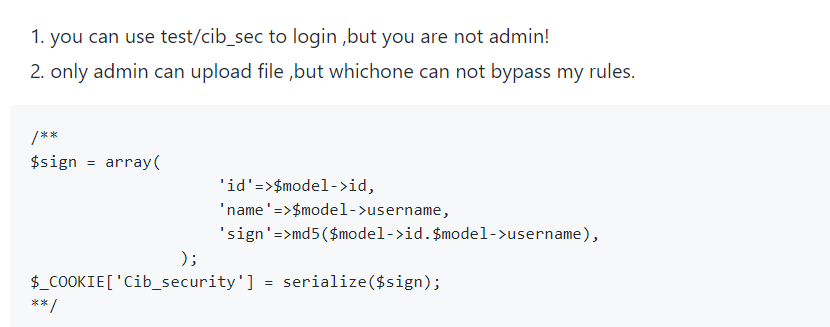 1. you can use test/cib_sec to login ,but you are not admin!
2. only admin can upload file ,but whichone can not bypass my rules.
/**
$sign = array(
'id'=>$model->id,
'name'=>$model->username,
'sign'=>md5($model->id.$model->username),
);
$_COOKIE['Cib_security'] = serialize($sign);
**/